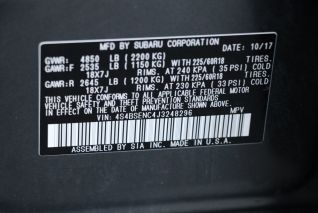 MFD. BY SUBARU CORPORATION DATE: 10/17
GVWR: 4850 LB (2200 KG)
GAWR:F 2535 LB (1150 KG) WITH 225/60R18
18X7J RIMS, AT 240 KPA ( 35 PSI) COLD
GAWR:R 2645 LB (1200 KG) WITH 225/60R18
18X7J RIMS, AT 230 KPA ( 33 PSI) COLD
THIS VEHICLE CONFORMS TO ALL APPLICABLE FEDERAL MOTOR
VEHICLE SAFETY AND THEFT PREVENTION STANDARDS IN
EFFECT ON THE DATE OF MANUFACTURE SHOWN ABOVE.
VIN: 4S4BSENC4J3248296 MPV
ASSEMBLED BY SIA INC. MADE IN U.S.A.